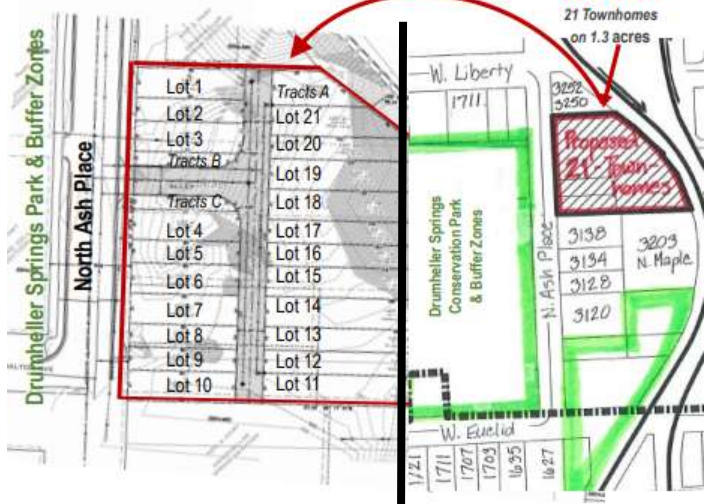 Drumheller Springs Park & Buffer Zones
North Ash Place
Lot 1
Lot 2
Lot 3
Tracts B
Tracts C
Lot 4
Lot 5
Lot 6
Lot 7
Lot 8
Lot 9
Lot 10
Tracts A
Lot 21
Lot 20
Lot 19
Lot 18
Lot 17
Lot 16
Lot 15
Lot 14
Lot 13
Lot 12
Lot 11
21 Townhomes
on 1.3 acres
W. Liberty
1711
3252
3250
Proposed
21-Town-
homes
Drumheller Springs
Conservation Park
& Buffer Zones
N. Ash Place
3138
3134
3128
3120
3203
N. Maple
W. Euclid
1711
1707
1703
1635
1627